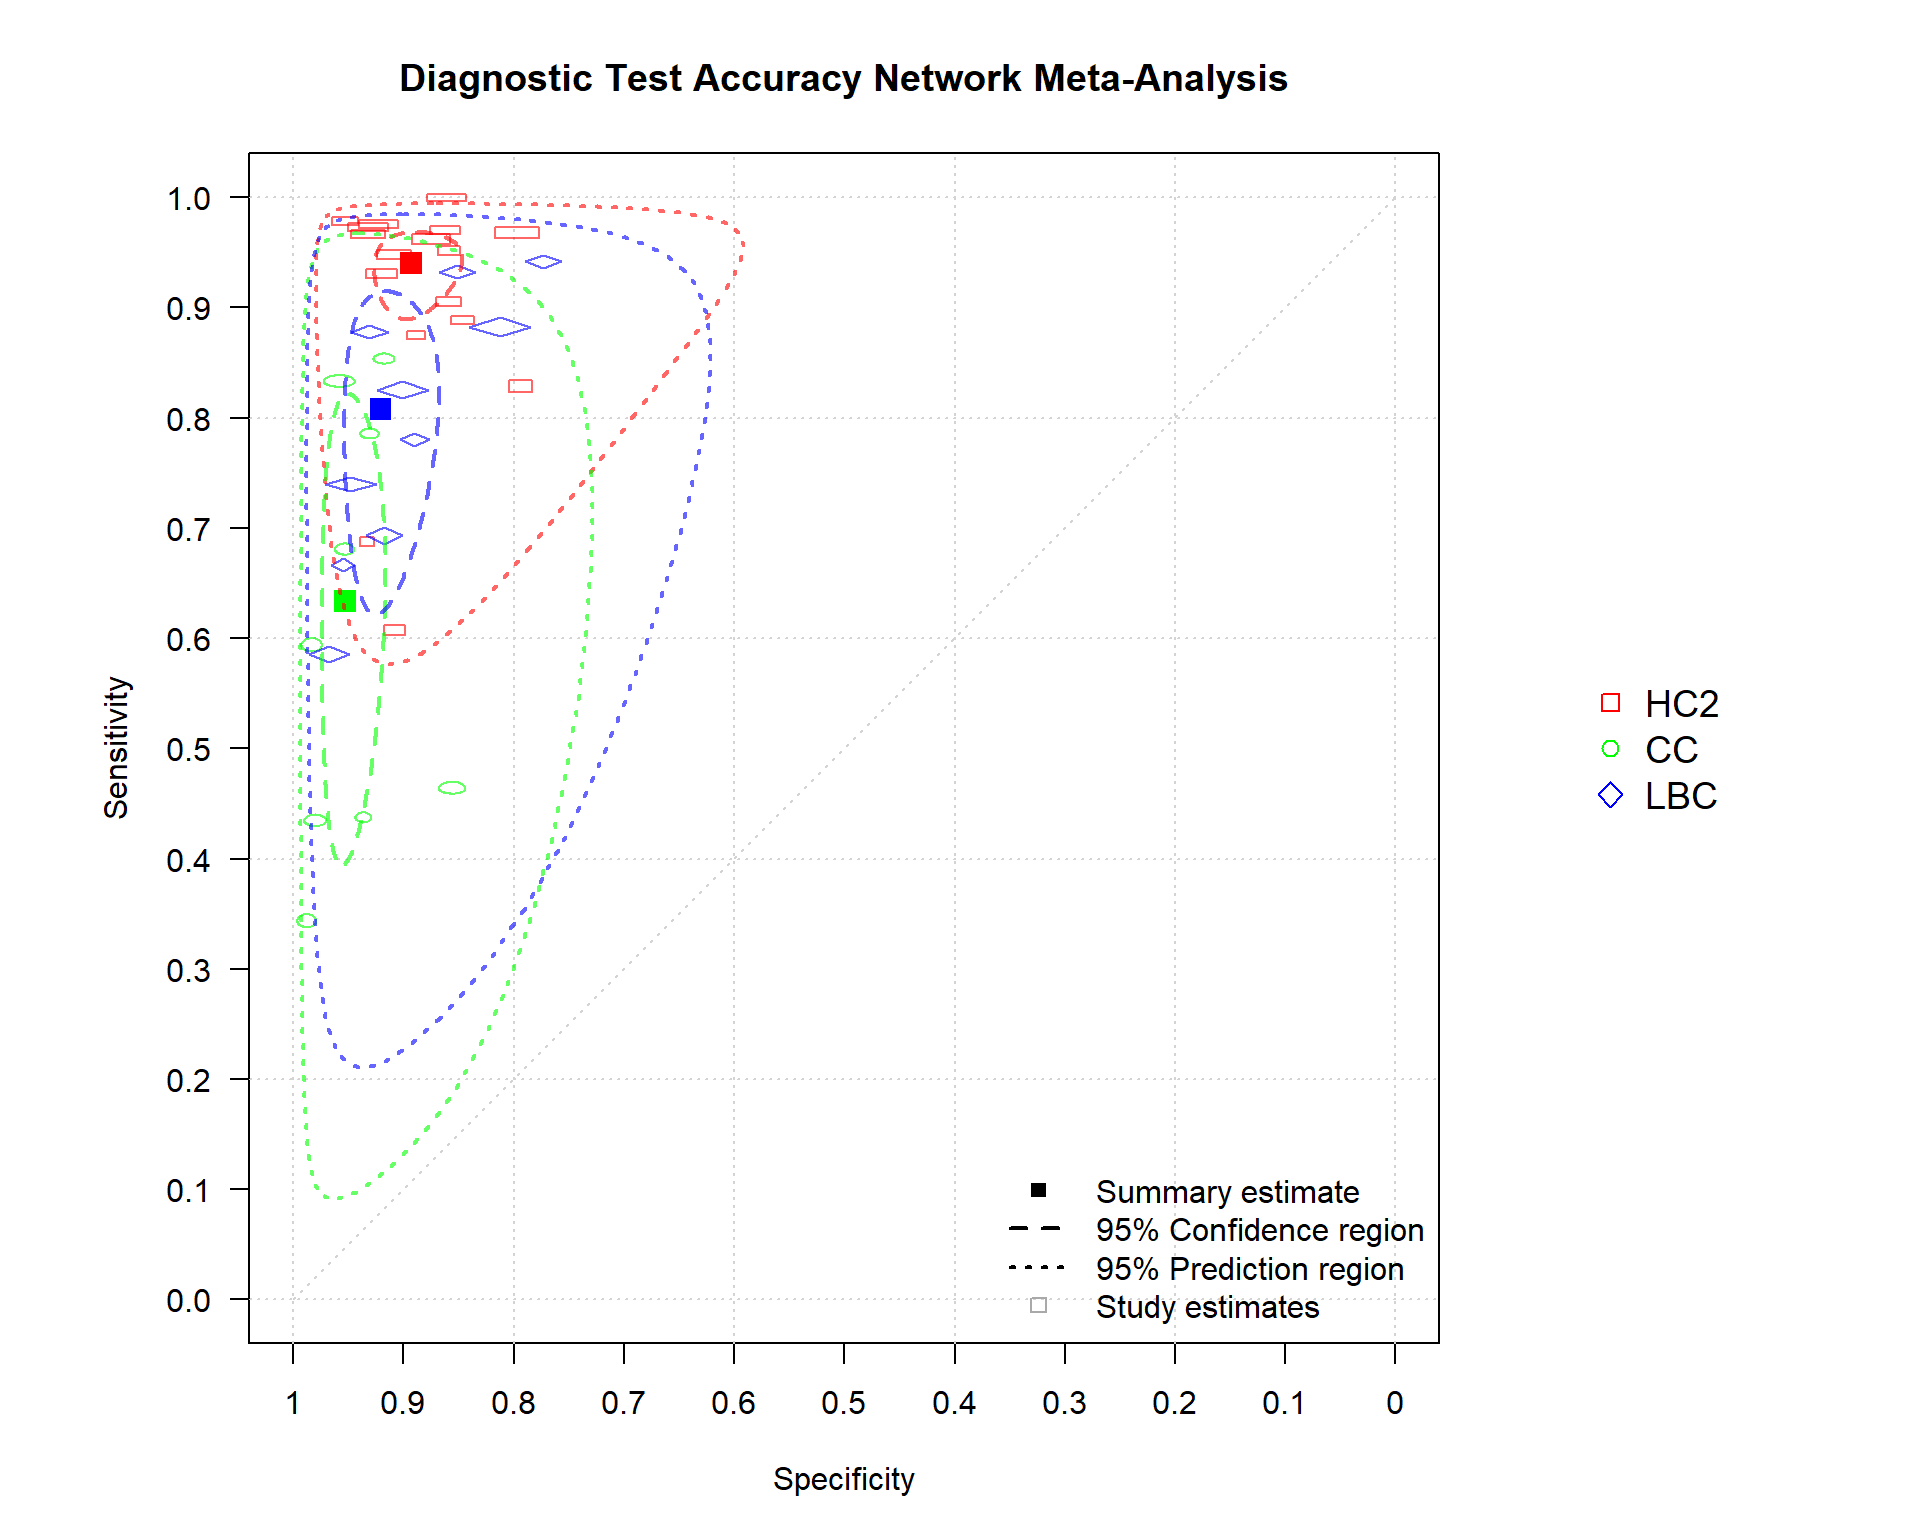 Diagnostic Test Accuracy Network Meta-Analysis
1.0
0.9
0.8
0.7
0.6
0.5
0.4
0.3
0.2
0.1
0.0
Sensitivity
HC2
CC
LBC
Summary estimate
95% Confidence region
95% Prediction region
Study estimates
1 0.9 0.8 0.7 0.6 0.5 0.4 0.3 0.2 0.1 0
Specificity